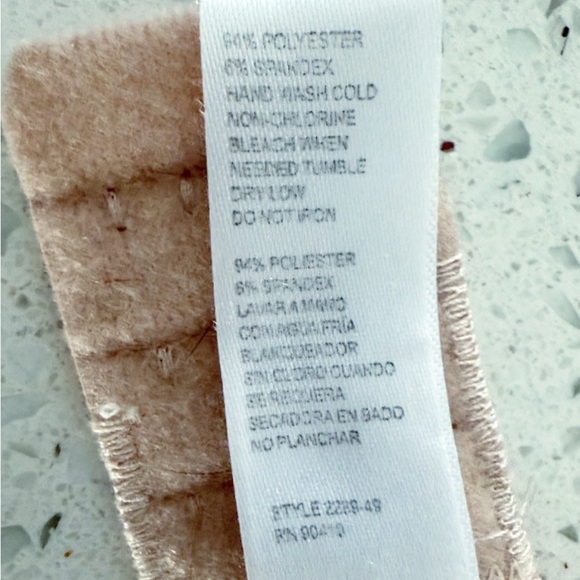 94% POLYESTER
6% SPANDEX
HAND WASH COLD
NON-CHLORINE
BLEACH WHEN
NEEDED TUMBLE
DRY LOW
DO NOT IRON
94% POLIESTER
6% SPANDEX
LAVAR A MANO
CON AGUA FRÍA
BLANQUEADOR
SIN CLORO CUANDO
SE REQUERA
SECADORA EN BADO
NO PLANCHAR
STYLE 2289-49
RN 90419